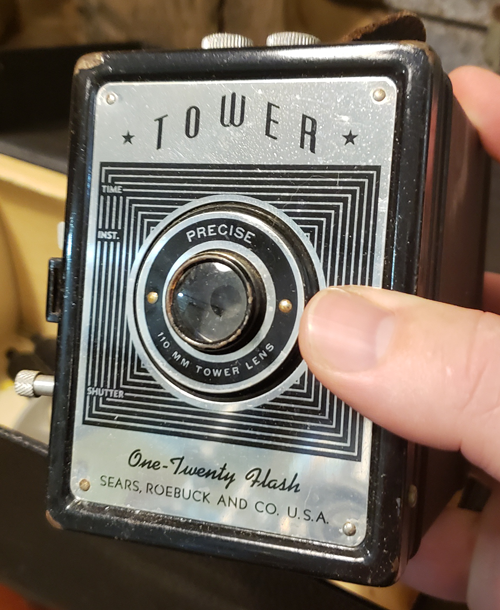 TOWER
TIME
INST.
PRECISE
110 MM TOWER LENS
SHUTTER
One-Twenty Flash
SEARS, ROEBUCK AND CO. U.S.A.